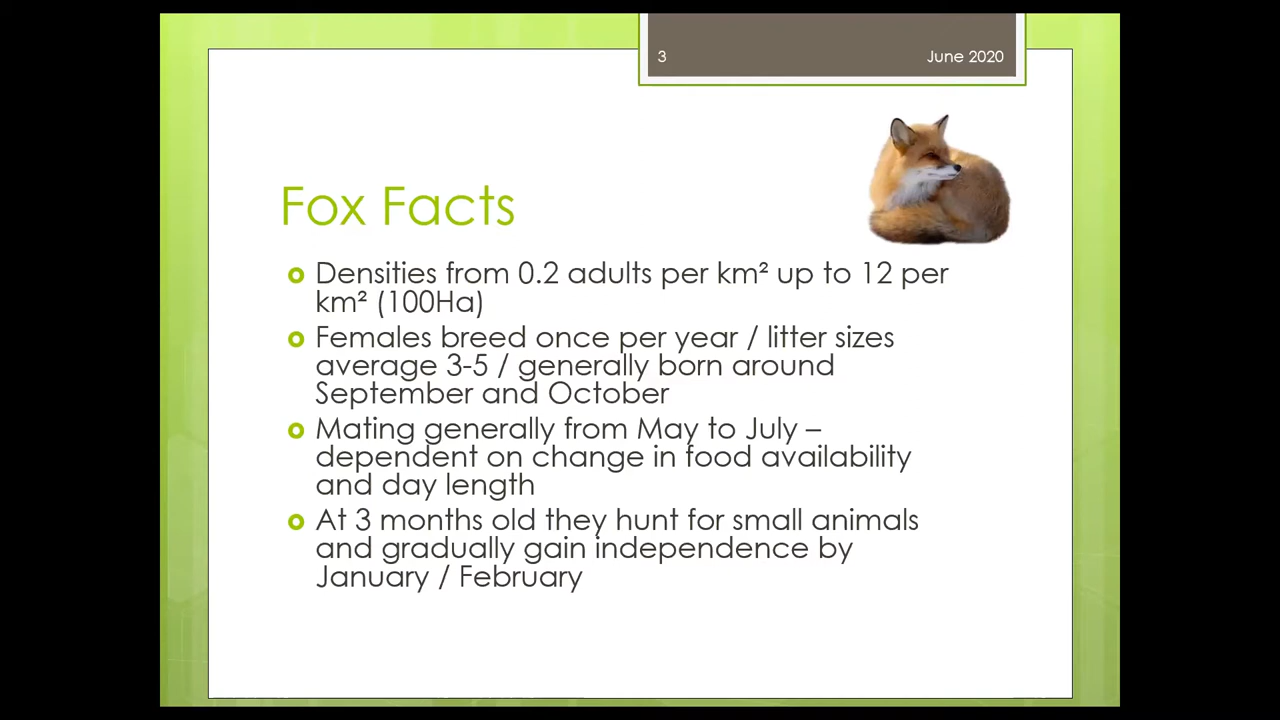 3
June 2020
Fox Facts
Densities from 0.2 adults per km² up to 12 per
km² (100Ha)
Females breed once per year / litter sizes
average 3-5 / generally born around
September and October
Mating generally from May to July –
dependent on change in food availability
and day length
At 3 months old they hunt for small animals
and gradually gain independence by
January / February